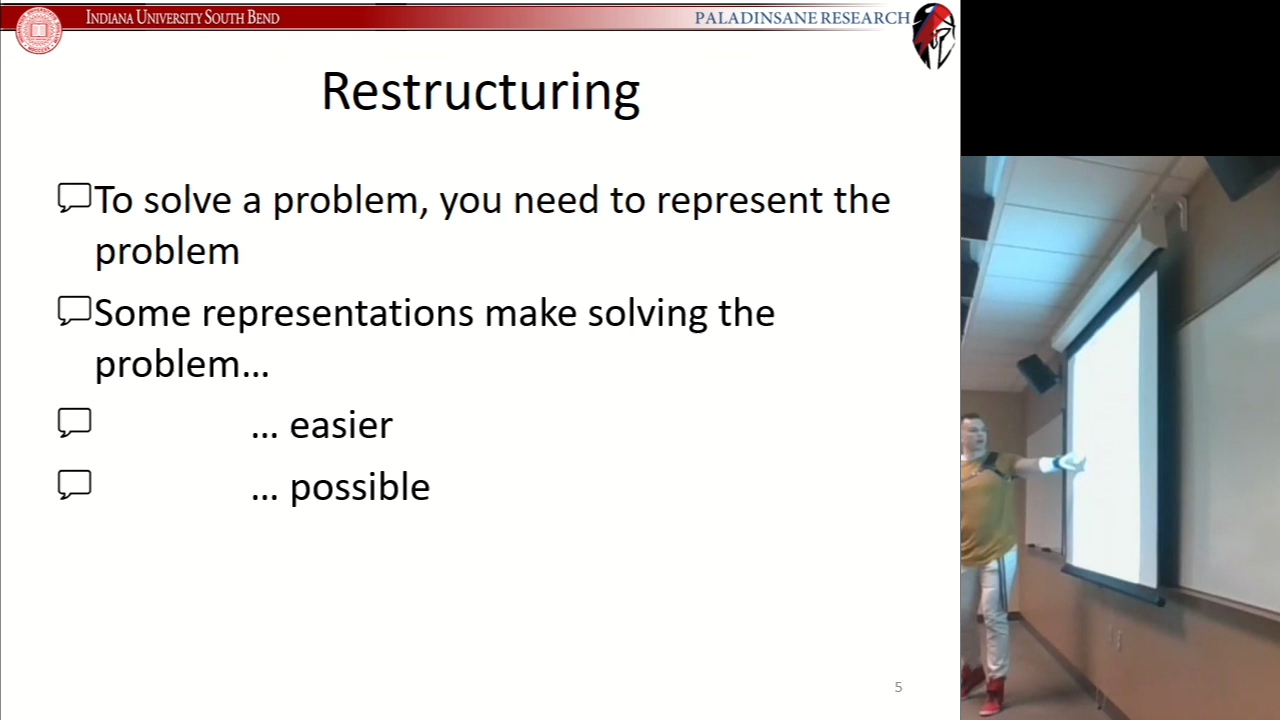 INDIANA UNIVERSITY SOUTH BEND
PALADINSANE RESEARCH
Restructuring
To solve a problem, you need to represent the
problem
Some representations make solving the
problem…
… easier
… possible
5